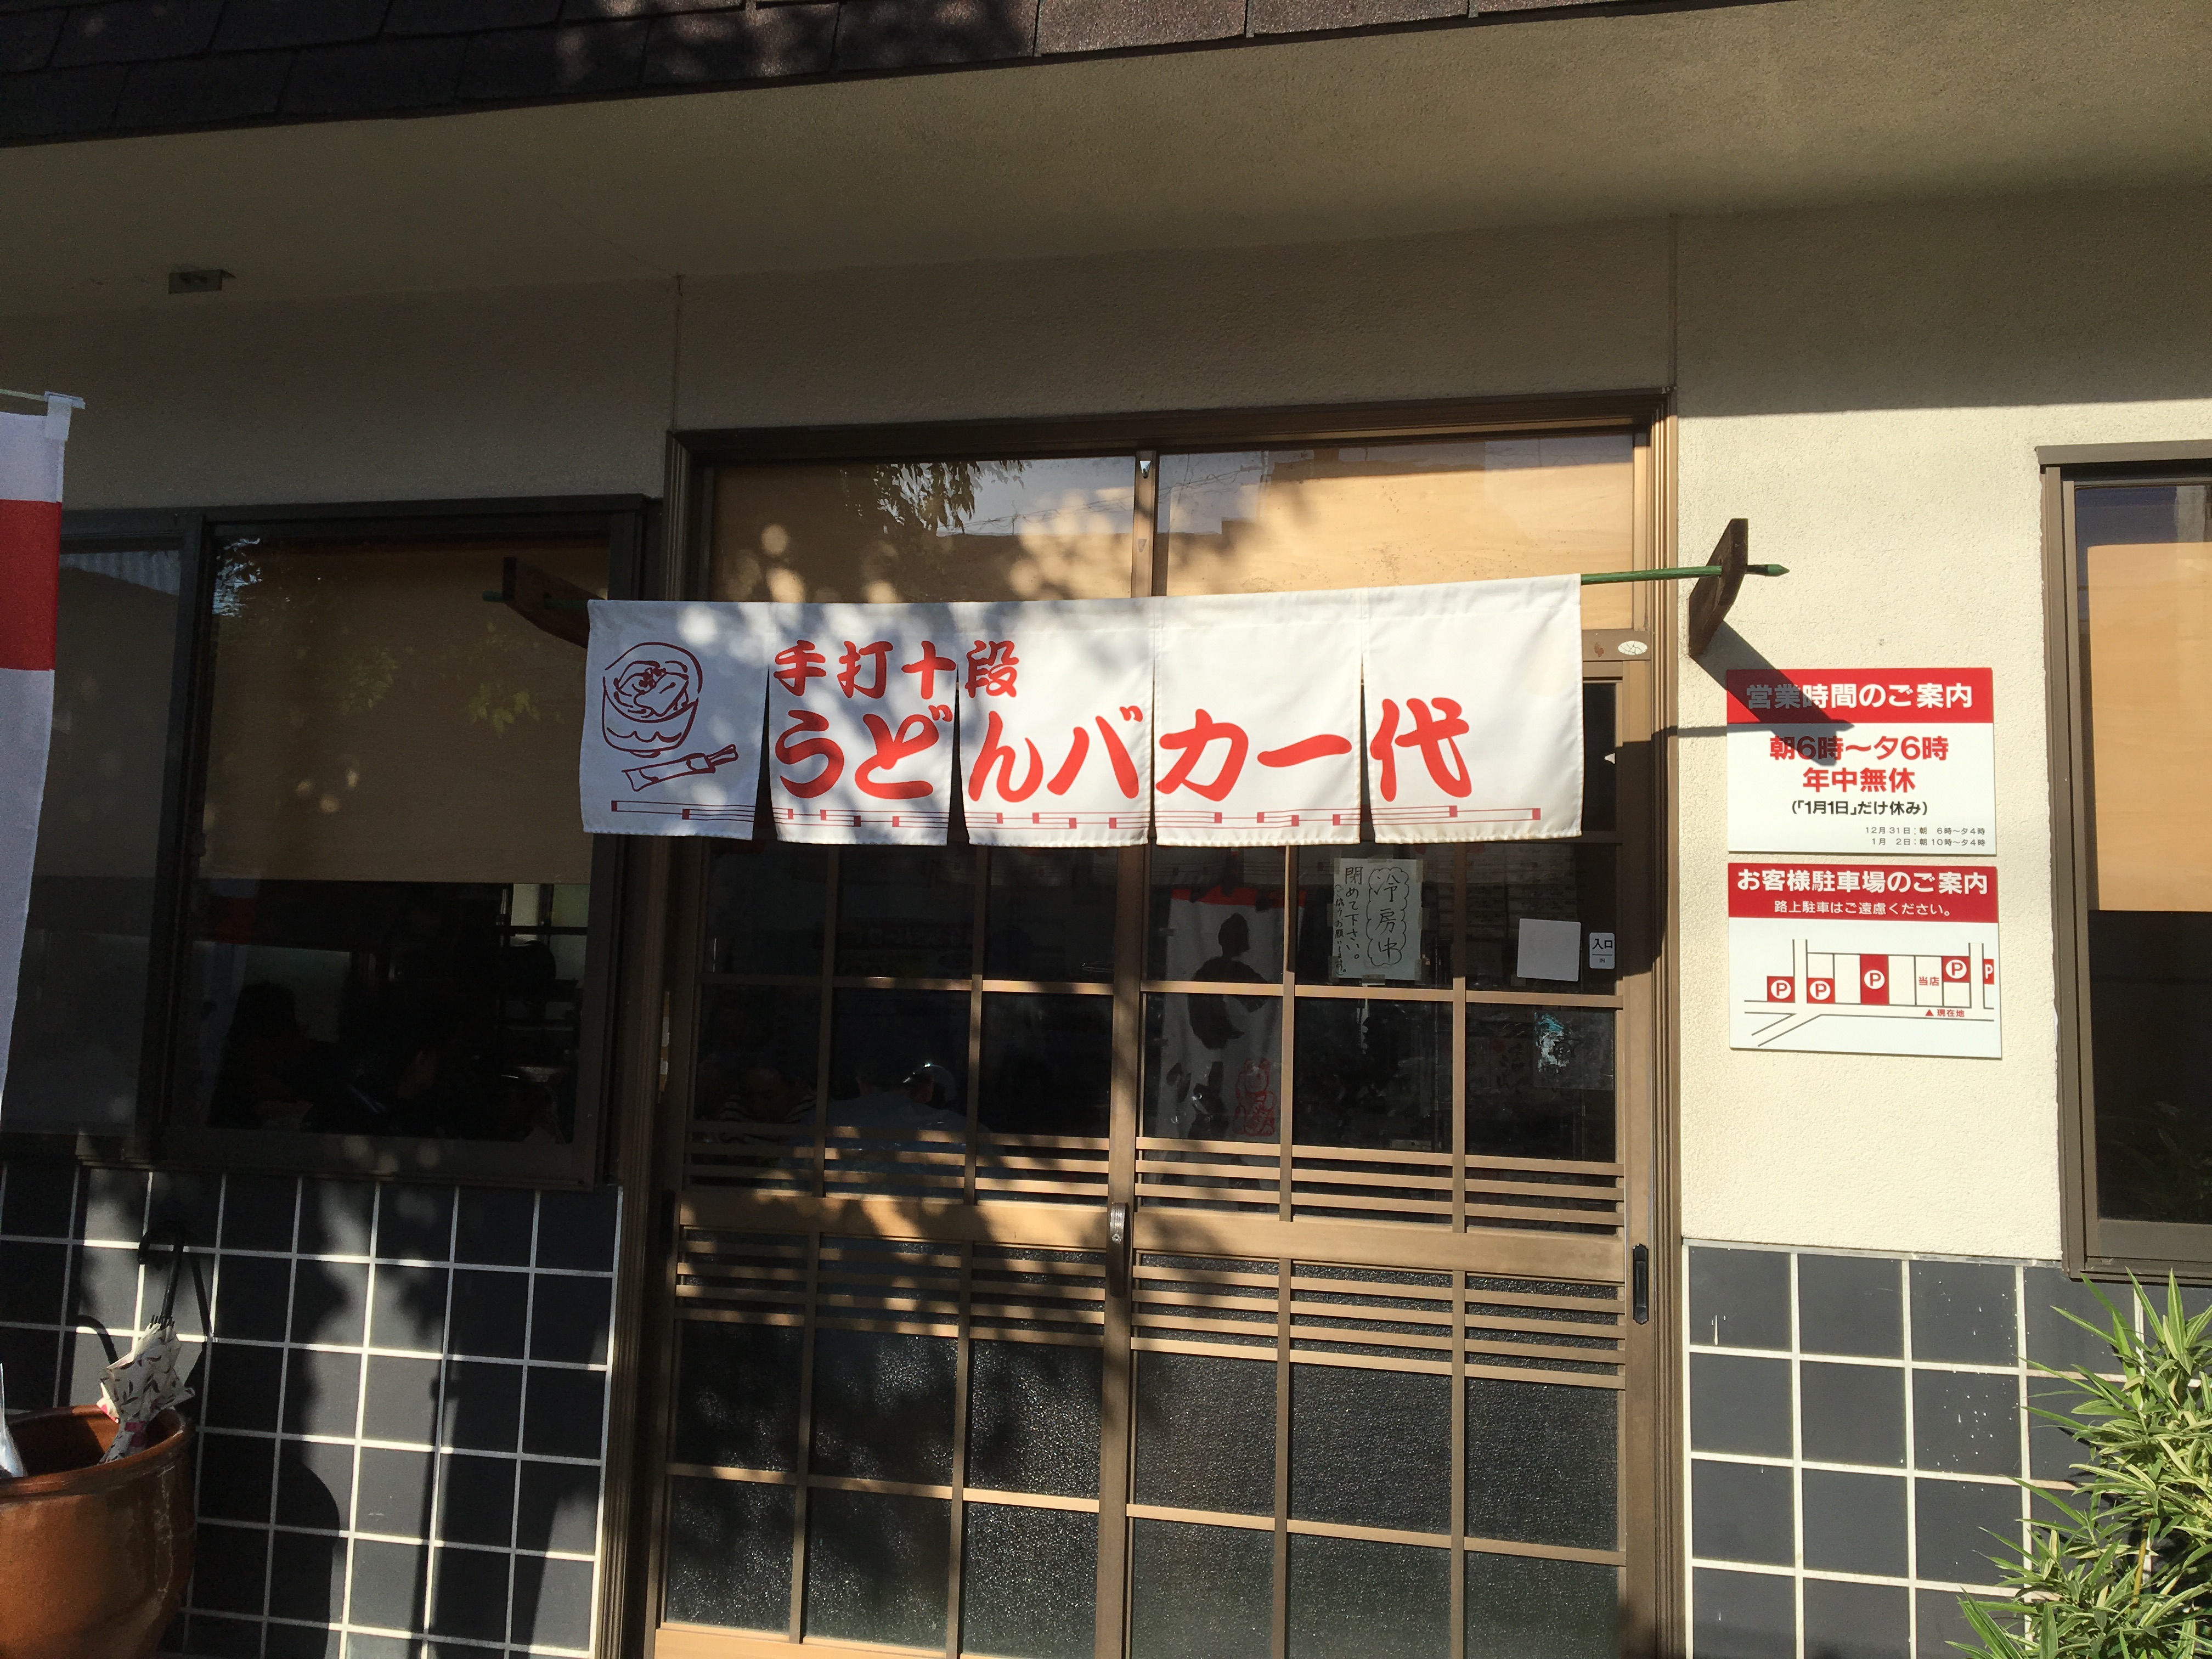 手打十段
うどんバカ一代
営業時間のご案内
朝6時〜夕6時
年中無休
(「1月1日」だけ休み)
12月31日:朝 6時〜夕4時
1月 2日:朝10時〜夕4時
お客様駐車場のご案内
路上駐車はご遠慮ください。
P
P
P
当店
P
P
▲現在地
冷房中
閉めて下さい。
入口
IN